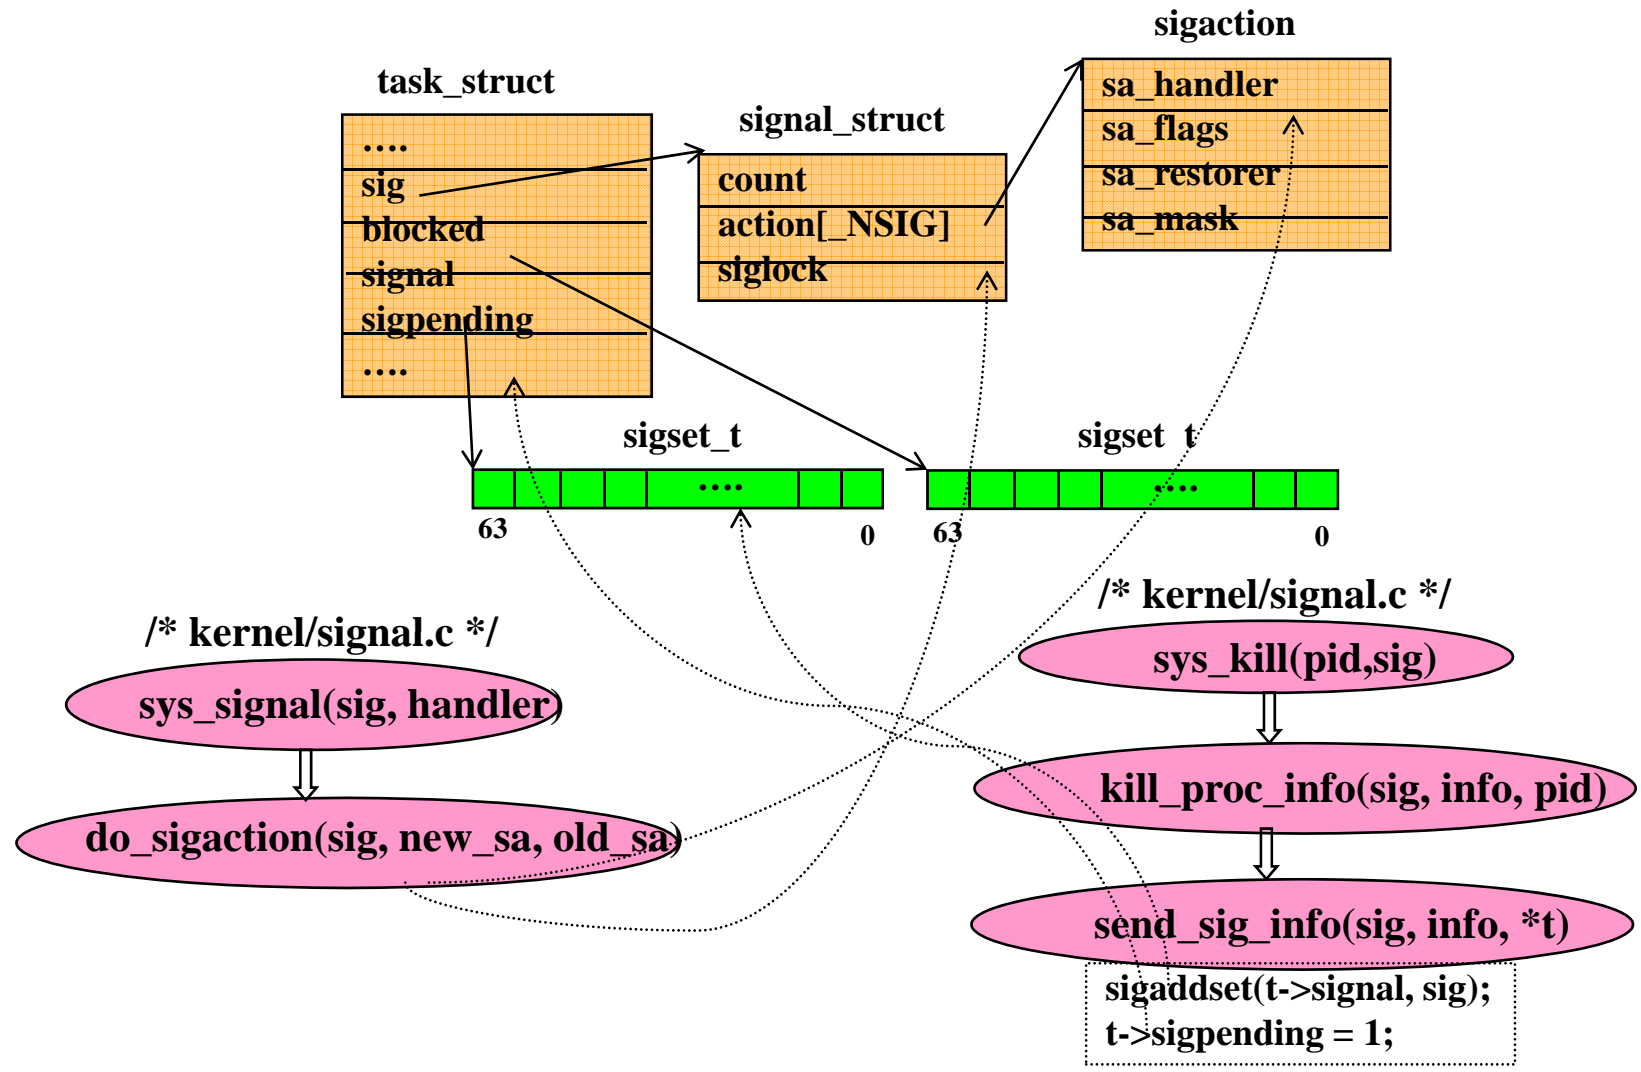 sigaction
task_struct
sa_handler
signal_struct
sa_flags
....
count
sa_restorer
sig
action[_NSIG]
sa_mask
blocked
siglock
signal
sigpending
....
sigset_t
sigset_t
....
....
63
0
63
0
/* kernel/signal.c */
/* kernel/signal.c */
sys_signal(sig, handler)
sys_kill(pid,sig)
do_sigaction(sig, new_sa, old_sa)
kill_proc_info(sig, info, pid)
send_sig_info(sig, info, *t)
sigaddset(t->signal, sig);
t->sigpending = 1;